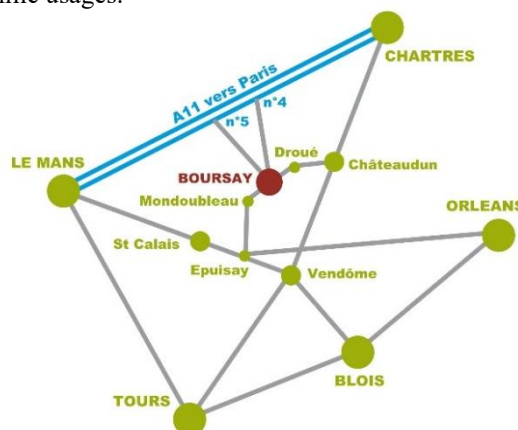 CHARTRES
A11 vers Paris
n°4
n°5
Droué
LE MANS
BOURSAY
Châteaudun
Mondoubleau
ORLEANS
St Calais
Epuisay
Vendôme
BLOIS
TOURS